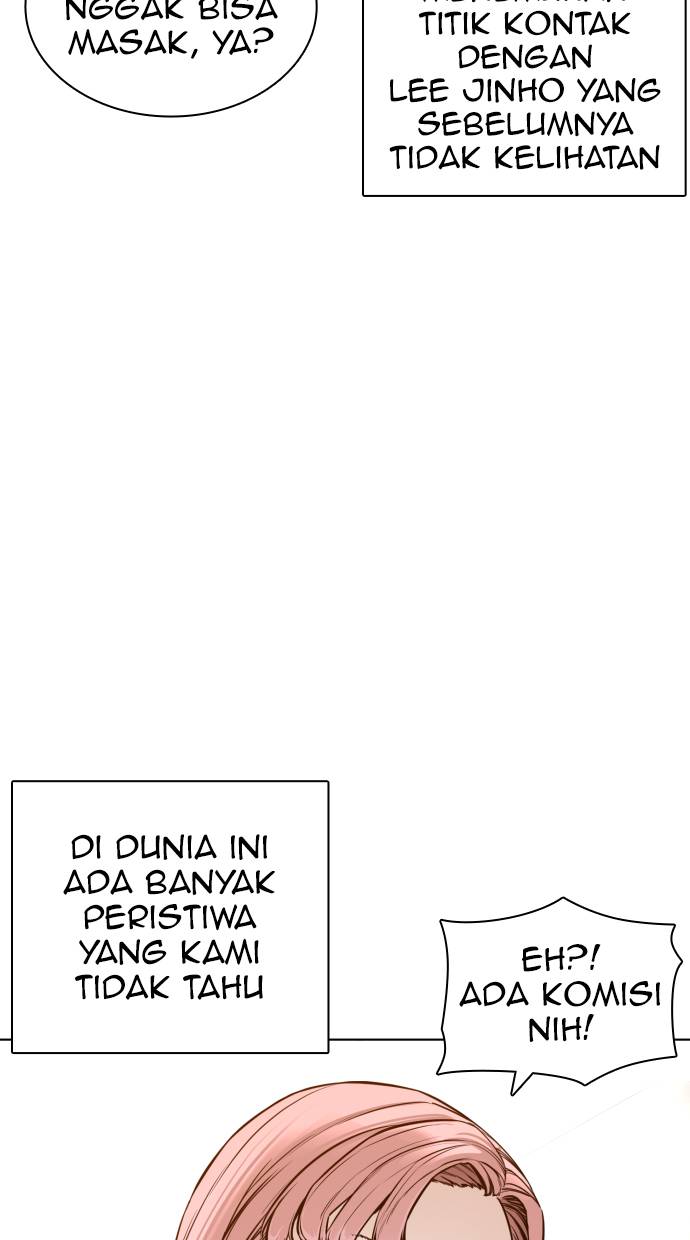 NGGAK BISA
MASAK, YA?
TITIK KONTAK
DENGAN
LEE JINHO YANG
SEBELUMNYA
TIDAK KELIHATAN
DI DUNIA INI
ADA BANYAK
PERISTIWA
YANG KAMI
TIDAK TAHU
EH?!
ADA KOMISI
NIH!